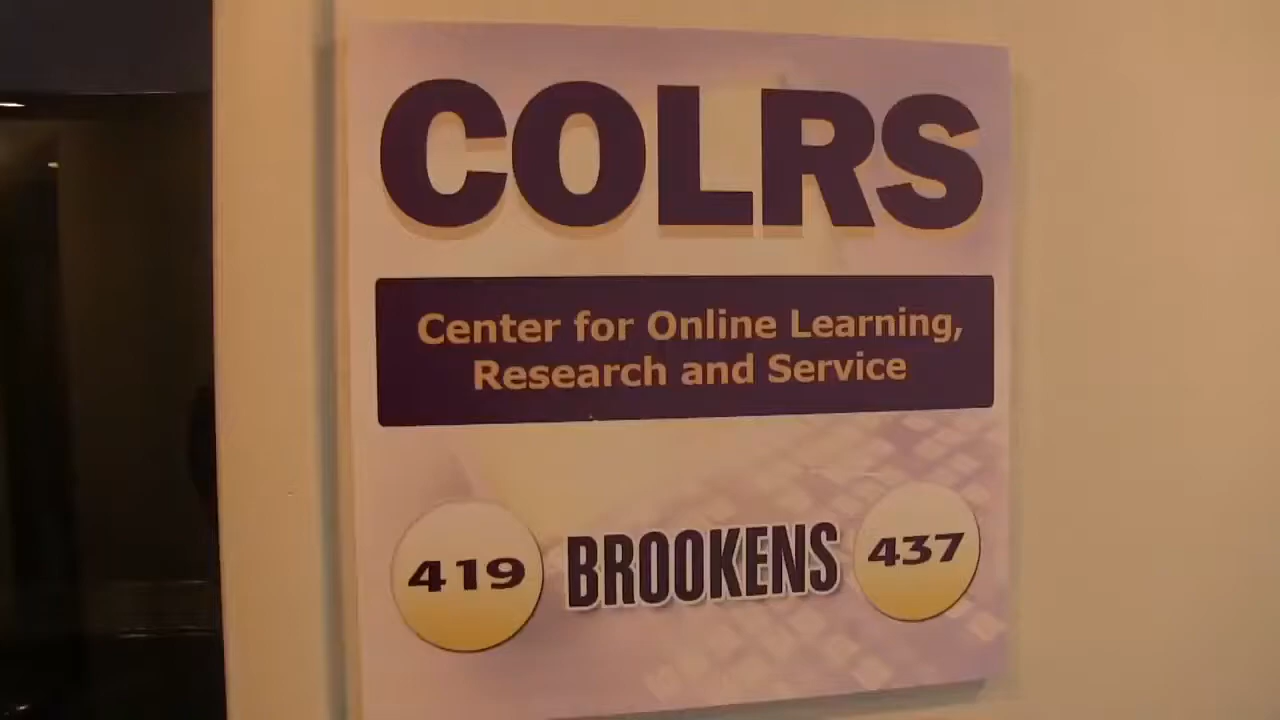 COLRS
Center for Online Learning,
Research and Service
419 BROOKENS 437